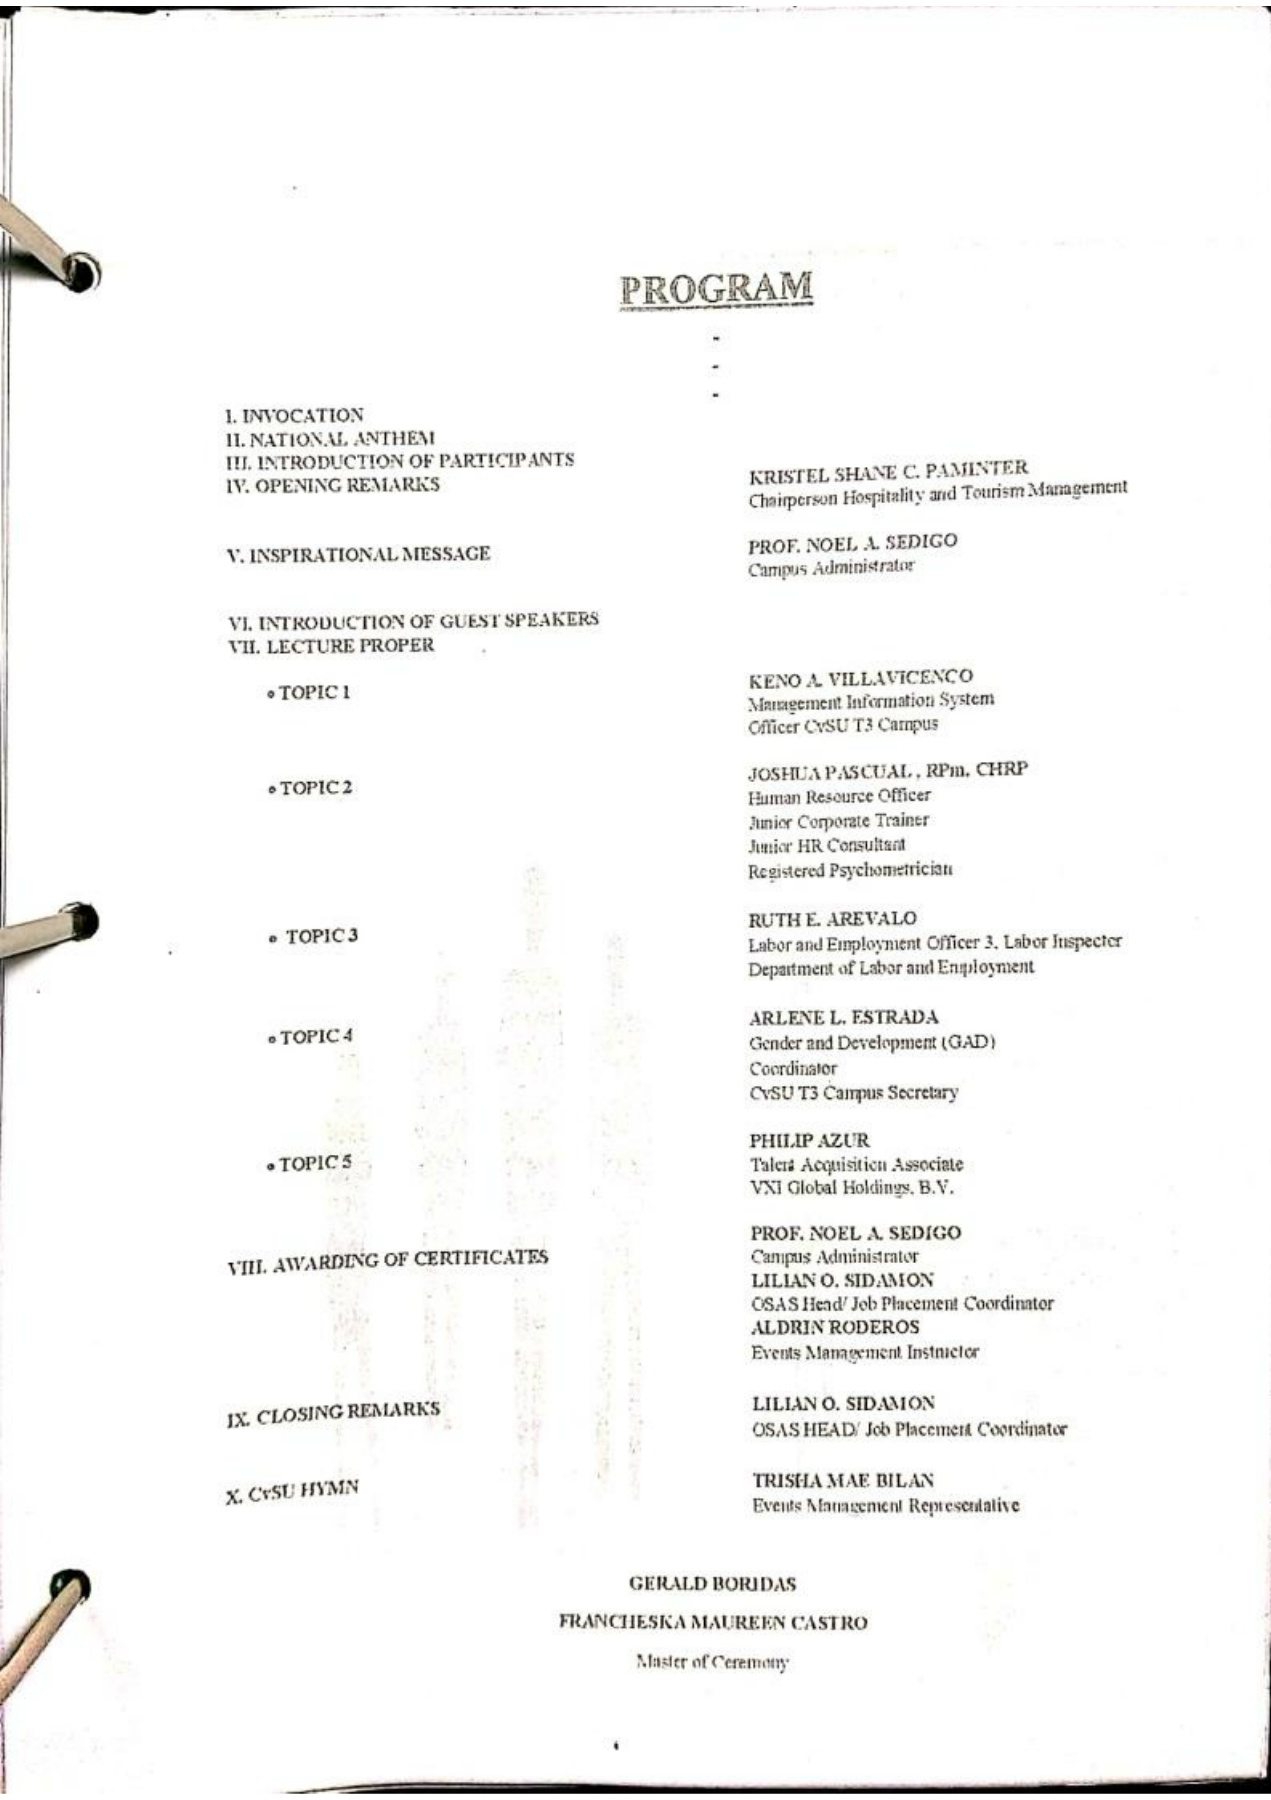 PROGRAM
-
-
-
I. INVOCATION
II. NATIONAL ANTHEM
III. INTRODUCTION OF PARTICIPANTS
IV. OPENING REMARKS
KRISTEL SHANE C. PAMINTER
Chairperson Hospitality and Tourism Management
V. INSPIRATIONAL MESSAGE
PROF. NOEL A. SEDIGO
Campus Administrator
VI. INTRODUCTION OF GUEST SPEAKERS
VII. LECTURE PROPER
• TOPIC 1
KENO A. VILLAVICENCO
Management Information System
Officer CvSU T3 Campus
• TOPIC 2
JOSHUA PASCUAL , RPm, CHRP
Human Resource Officer
Junior Corporate Trainer
Junior HR Consultant
Registered Psychometrician
• TOPIC 3
RUTH E. AREVALO
Labor and Employment Officer 3, Labor Inspector
Department of Labor and Employment
• TOPIC 4
ARLENE L. ESTRADA
Gender and Development (GAD)
Coordinator
CvSU T3 Campus Secretary
• TOPIC 5
PHILIP AZUR
Talent Acquisition Associate
VXI Global Holdings, B.V.
VIII. AWARDING OF CERTIFICATES
PROF. NOEL A. SEDIGO
Campus Administrator
LILIAN O. SIDAMON
OSAS Head/ Job Placement Coordinator
ALDRIN RODEROS
Events Management Instructor
IX. CLOSING REMARKS
LILIAN O. SIDAMON
OSAS HEAD/ Job Placement Coordinator
X. CvSU HYMN
TRISHA MAE BILAN
Events Management Representative
GERALD BORIDAS
FRANCHESKA MAUREEN CASTRO
Master of Ceremony